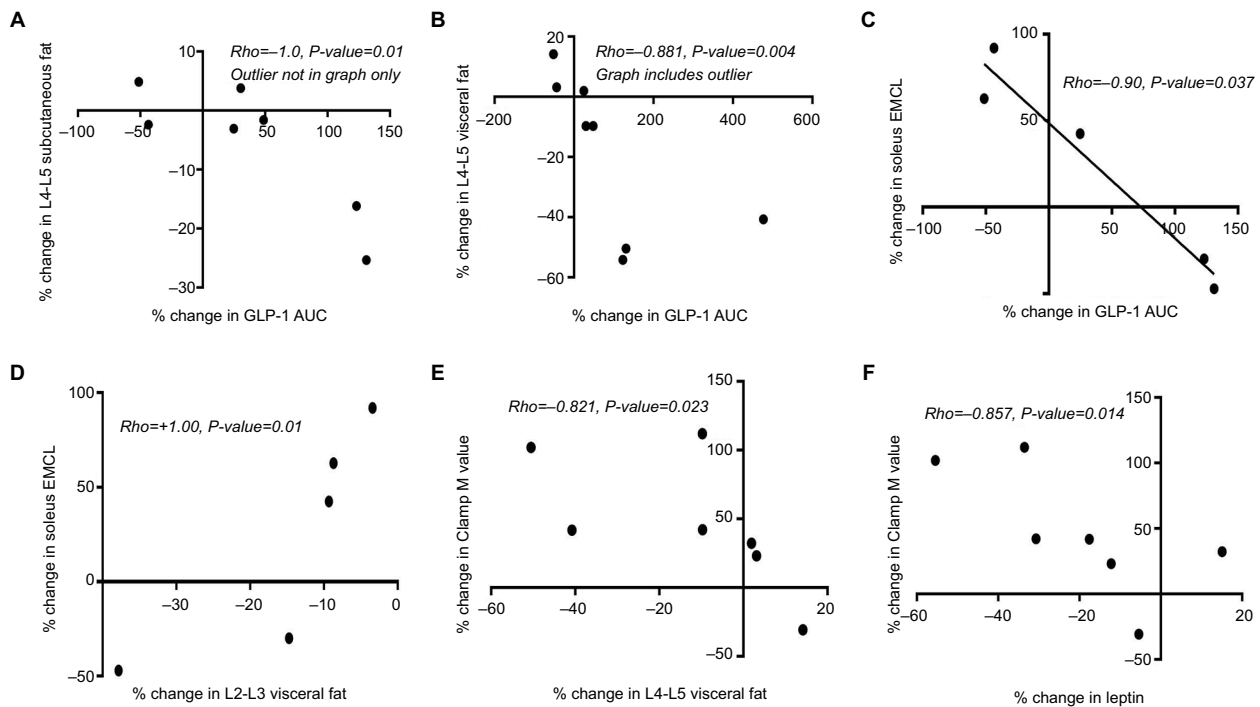 A
% change in L4-L5 subcutaneous fat
10
Rho=–1.0, P-value=0.01
Outlier not in graph only
–100
–50
50
100
150
–10
–20
–30
% change in GLP-1 AUC
B
% change in L4-L5 visceral fat
20
Rho=–0.881, P-value=0.004
Graph includes outlier
–200
200
400
600
–20
–40
–60
% change in GLP-1 AUC
C
% change in soleus EMCL
100
Rho=–0.90, P-value=0.037
50
–100
–50
50
100
150
% change in GLP-1 AUC
D
% change in soleus EMCL
100
Rho=+1.00, P-value=0.01
50
0
–30
–20
–10
0
–50
% change in L2-L3 visceral fat
E
% change in Clamp M value
150
Rho=–0.821, P-value=0.023
100
50
–60
–40
–20
20
–50
% change in L4-L5 visceral fat
F
% change in Clamp M value
150
Rho=–0.857, P-value=0.014
100
50
–60
–40
–20
20
–50
% change in leptin